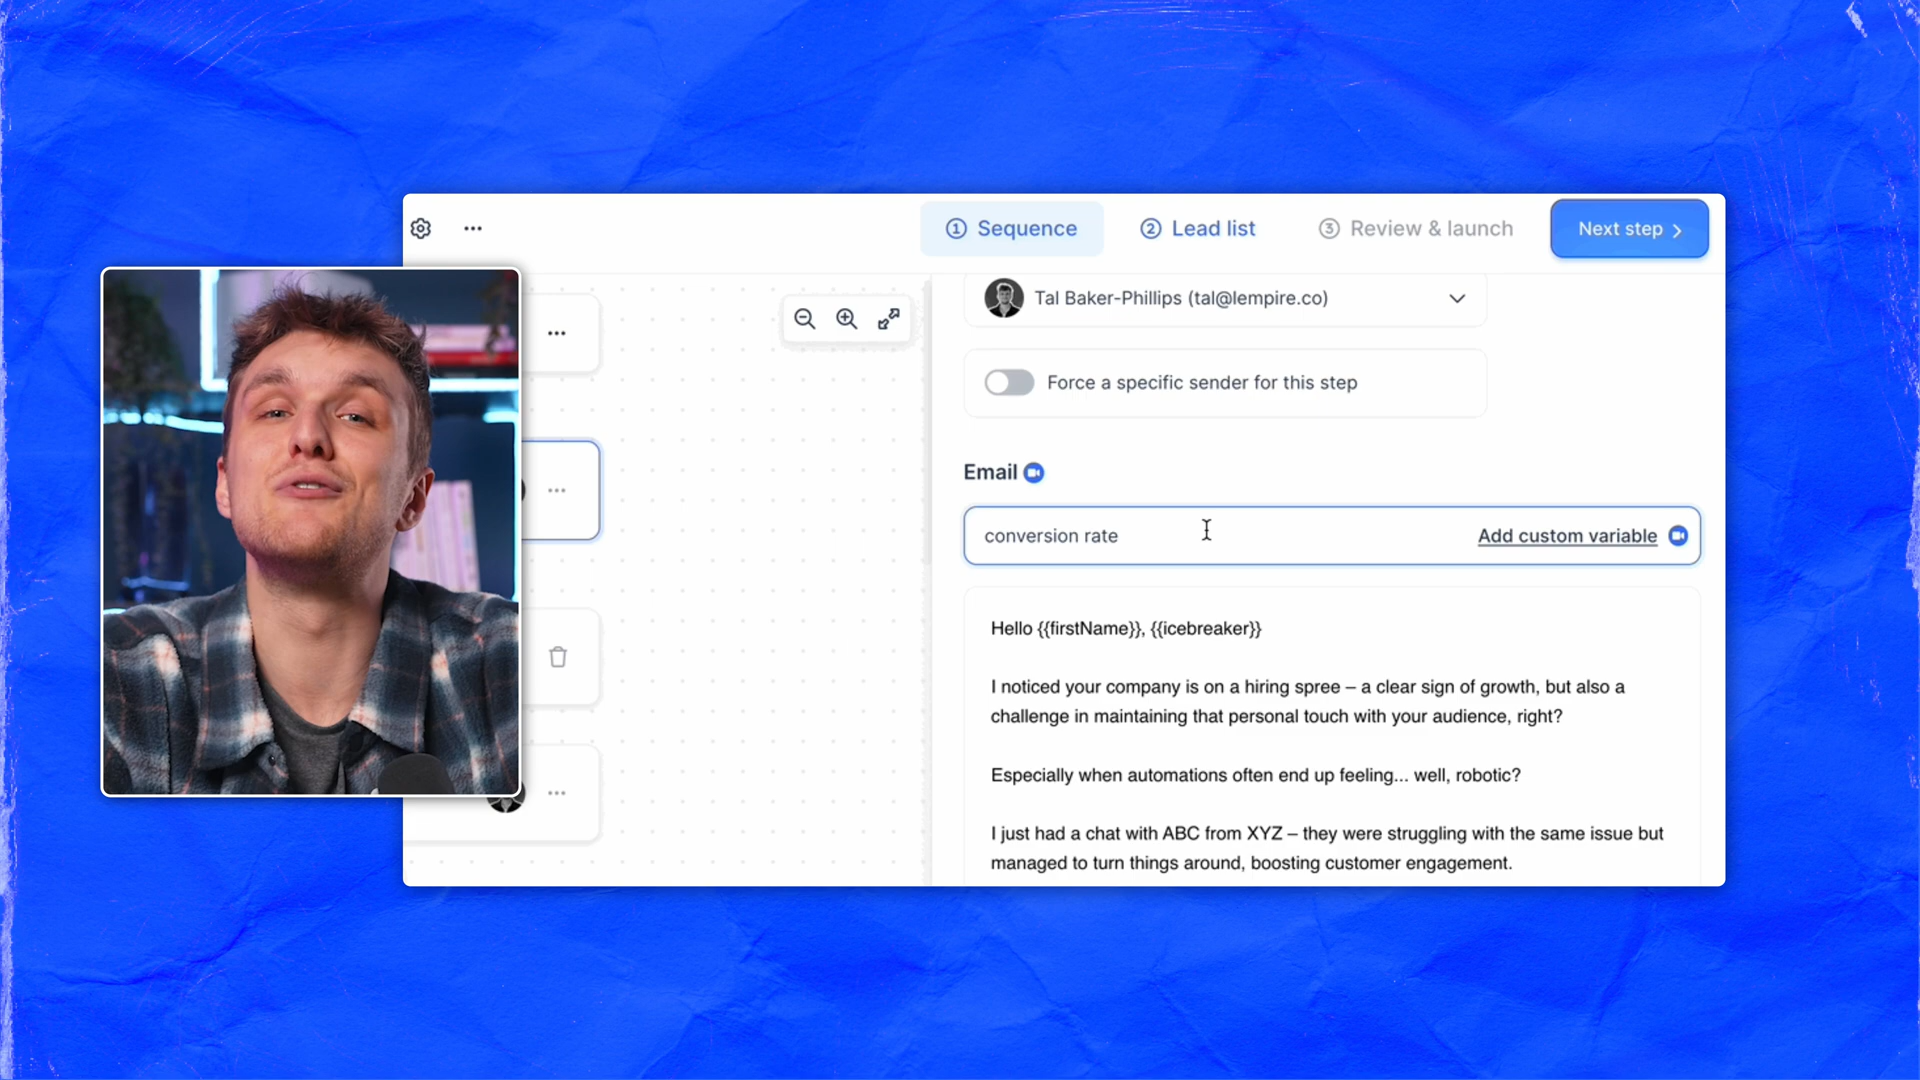 1 Sequence
2 Lead list
3 Review & launch
Next step
Tal Baker-Phillips (tal@lempire.co)
Force a specific sender for this step
Email
conversion rate
Add custom variable
Hello {{firstName}}, {{icebreaker}}
I noticed your company is on a hiring spree – a clear sign of growth, but also a
challenge in maintaining that personal touch with your audience, right?
Especially when automations often end up feeling... well, robotic?
I just had a chat with ABC from XYZ – they were struggling with the same issue but
managed to turn things around, boosting customer engagement.